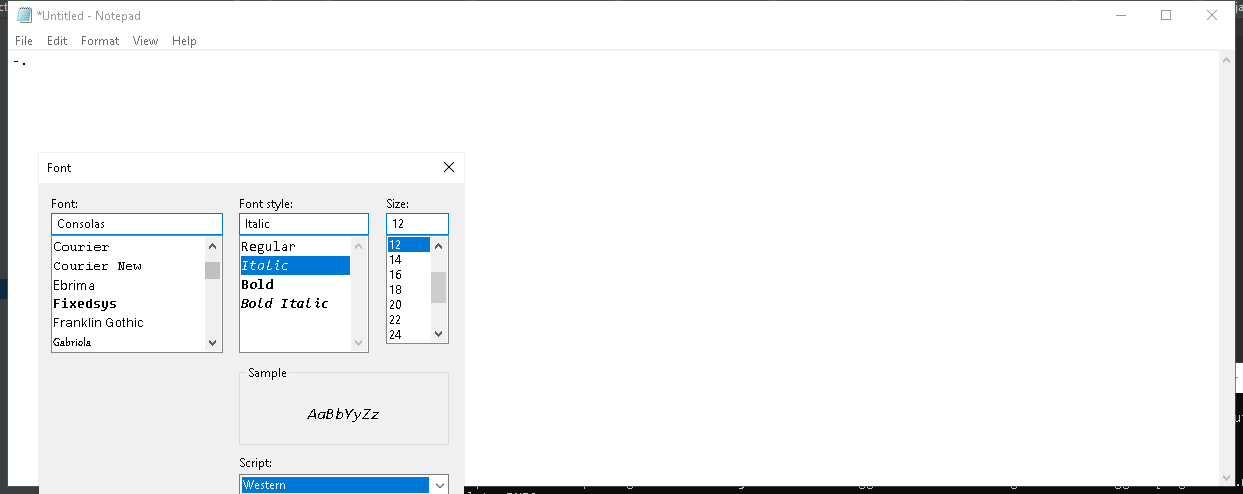 *Untitled - Notepad
File Edit Format View Help
-.
Font
Font: Font style: Size:
Consolas Italic 12
Courier Regular 12
Courier New Italic 14
Ebrima Bold 16
Fixedsys Bold Italic 18
Franklin Gothic 20
Gabriola 22
24
Sample
AaBbYyZz
Script:
Western